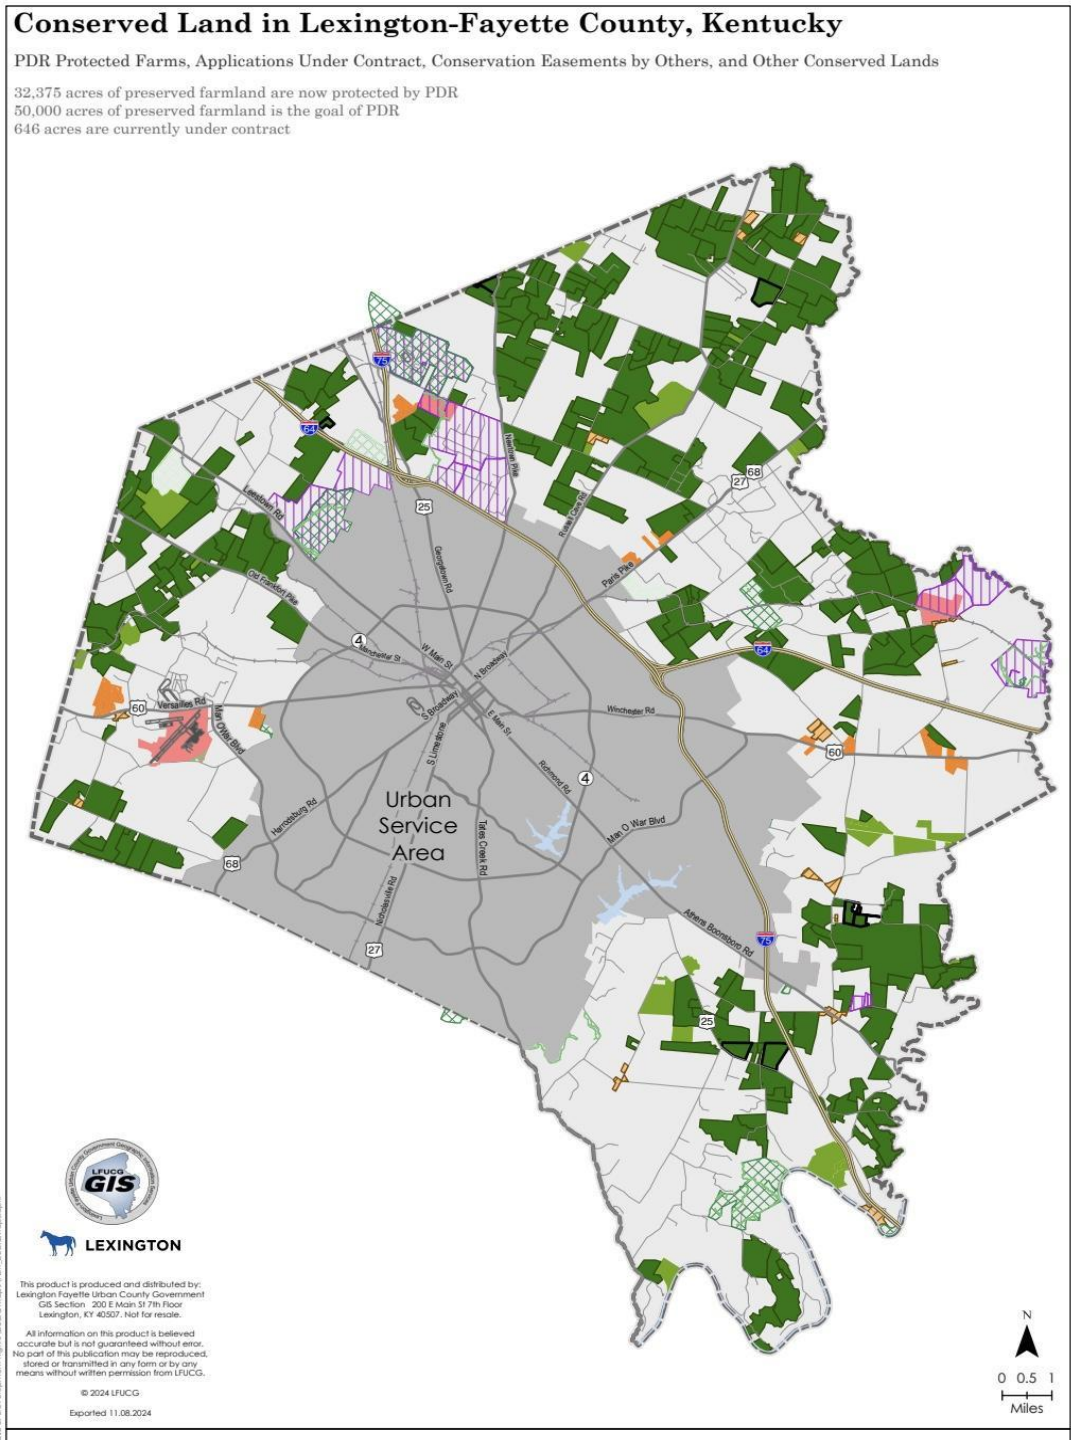 Conserved Land in Lexington-Fayette County, Kentucky
PDR Protected Farms, Applications Under Contract, Conservation Easements by Others, and Other Conserved Lands
32,375 acres of preserved farmland are now protected by PDR
50,000 acres of preserved farmland is the goal of PDR
646 acres are currently under contract
75
64
Newtown Pike
68
27
Leestown Rd
25
Russell Cave Rd
Georgetown Rd
Paris Pike
Old Frankfort Pike
4
Manchester St
W Main St
N Broadway
64
60
Versailles Rd
Man O War Blvd
S Broadway
E Main St
Winchester Rd
60
S Limestone
Richmond Rd
4
Urban
Service
Area
Harrodsburg Rd
Tates Creek Rd
Man O War Blvd
68
Nicholasville Rd
27
Athens Boonsboro Rd
75
25
LFUCG
GIS
LEXINGTON
This product is produced and distributed by:
Lexington Fayette Urban County Government
GIS Section 200 E Main St 7th Floor
Lexington, KY 40507. Not for resale.
All information on this product is believed
accurate but is not guaranteed without error.
No part of this publication may be reproduced,
stored or transmitted in any form or by any
means without written permission from LFUCG.
© 2024 LFUCG
Exported 11.08.2024
N
0 0.5 1
Miles